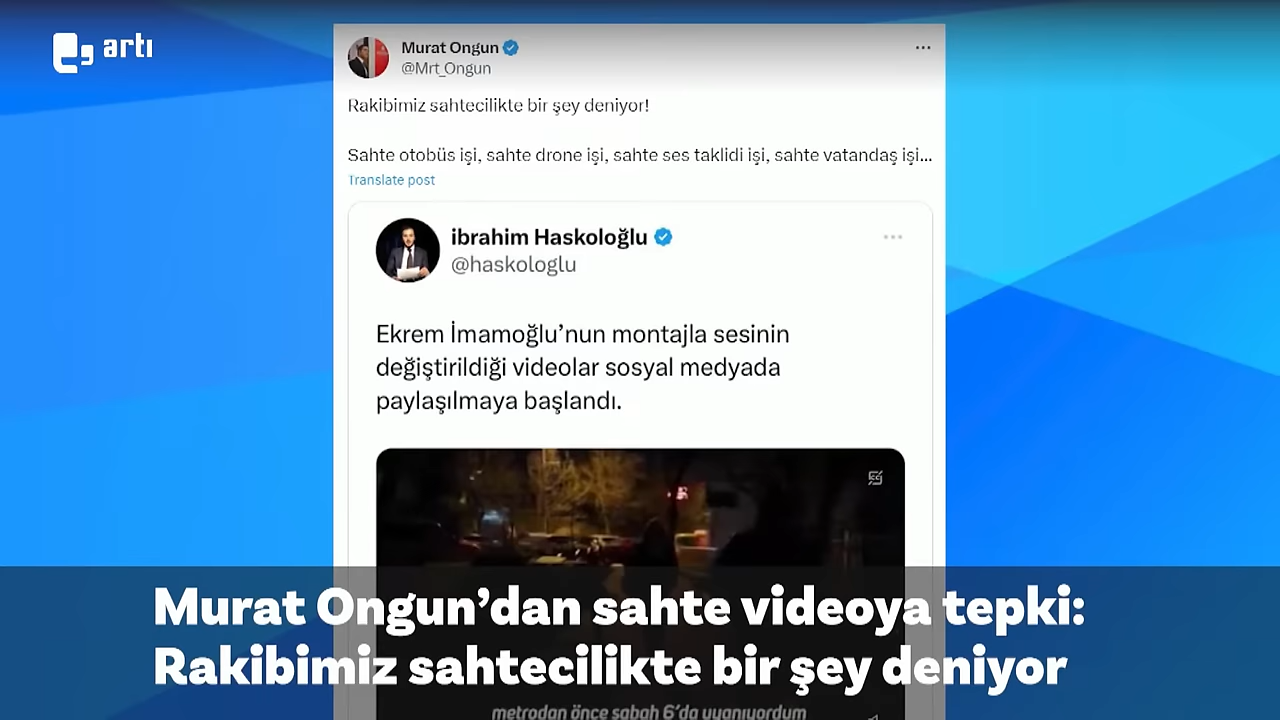 artı
Murat Ongun
@Mrt_Ongun
Rakibimiz sahtecilikte bir şey deniyor!
Sahte otobüs işi, sahte drone işi, sahte ses taklidi işi, sahte vatandaş işi...
Translate post
ibrahim Haskoloğlu
@haskologlu
Ekrem İmamoğlu’nun montajla sesinin
değiştirildiği videolar sosyal medyada
paylaşılmaya başlandı.
Murat Ongun’dan sahte videoya tepki:
Rakibimiz sahtecilikte bir şey deniyor
metrodan önce sabah 6’da uyanıyordum